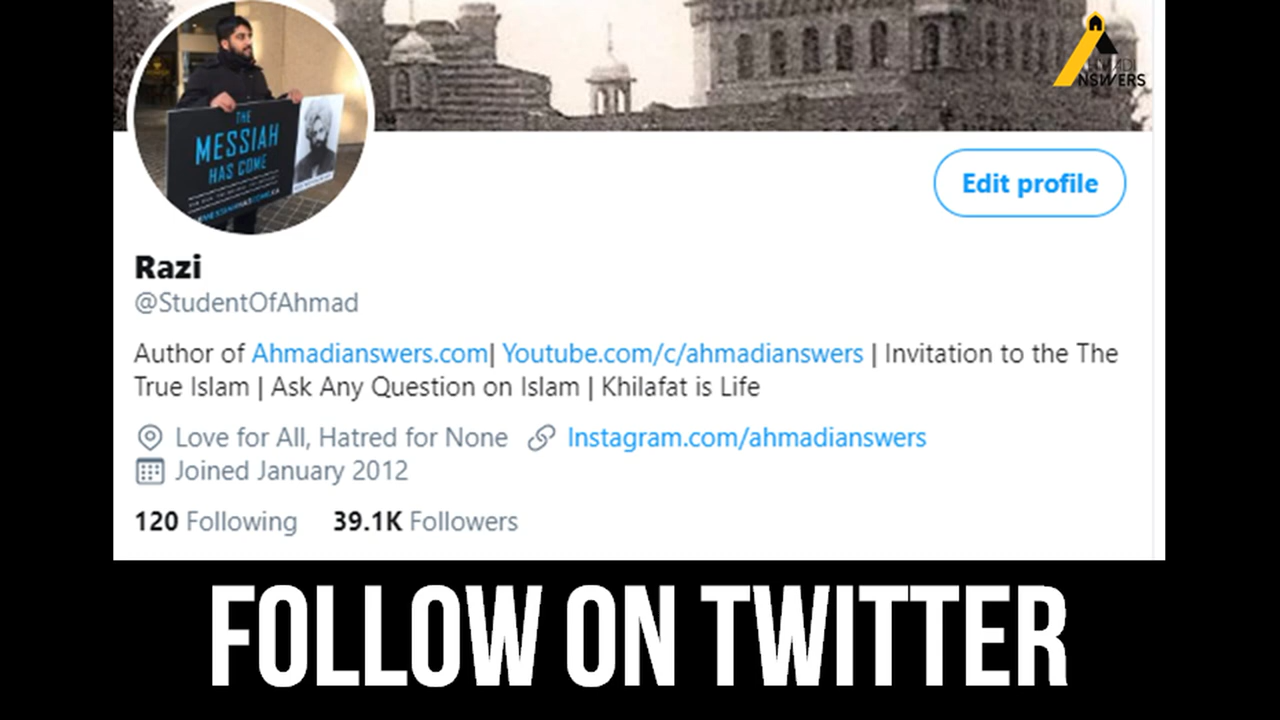 AHMADI
ANSWERS
THE
MESSIAH
HAS COME
Edit profile
Razi
@StudentOfAhmad
Author of Ahmadianswers.com| Youtube.com/c/ahmadianswers | Invitation to the The
True Islam | Ask Any Question on Islam | Khilafat is Life
Love for All, Hatred for None Instagram.com/ahmadianswers
Joined January 2012
120 Following 39.1K Followers
FOLLOW ON TWITTER